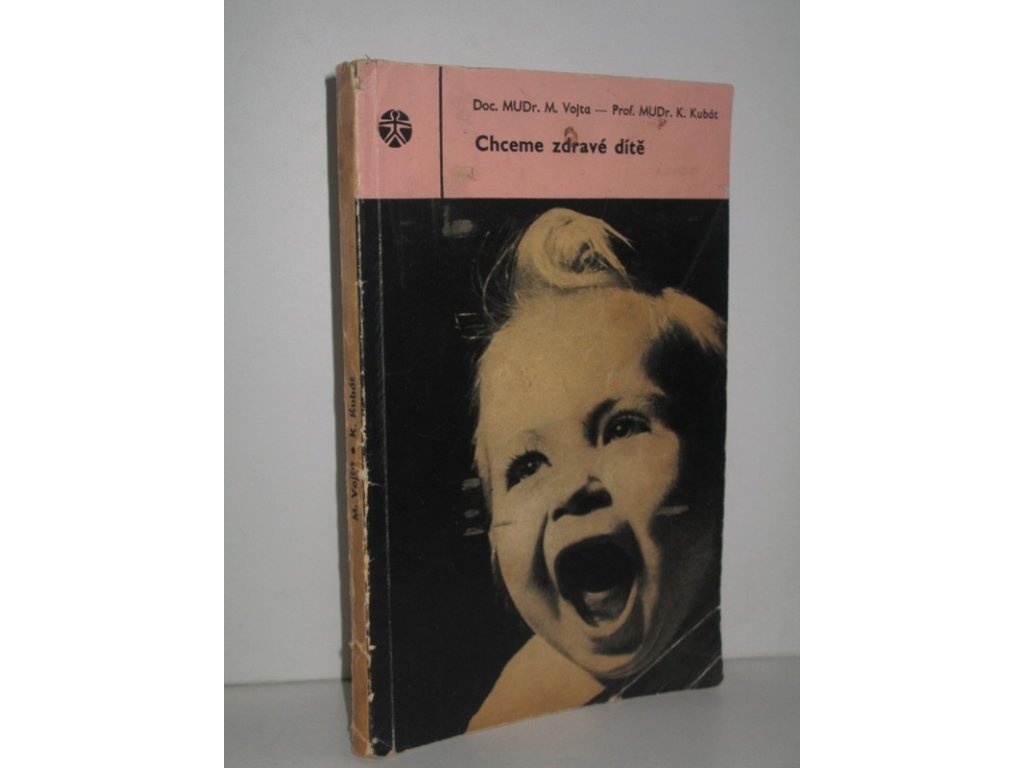 Doc. MUDr. M. Vojta — Prof. MUDr. K. Kubát
Chceme zdravé dítě
M. Vojta • K. Kubát